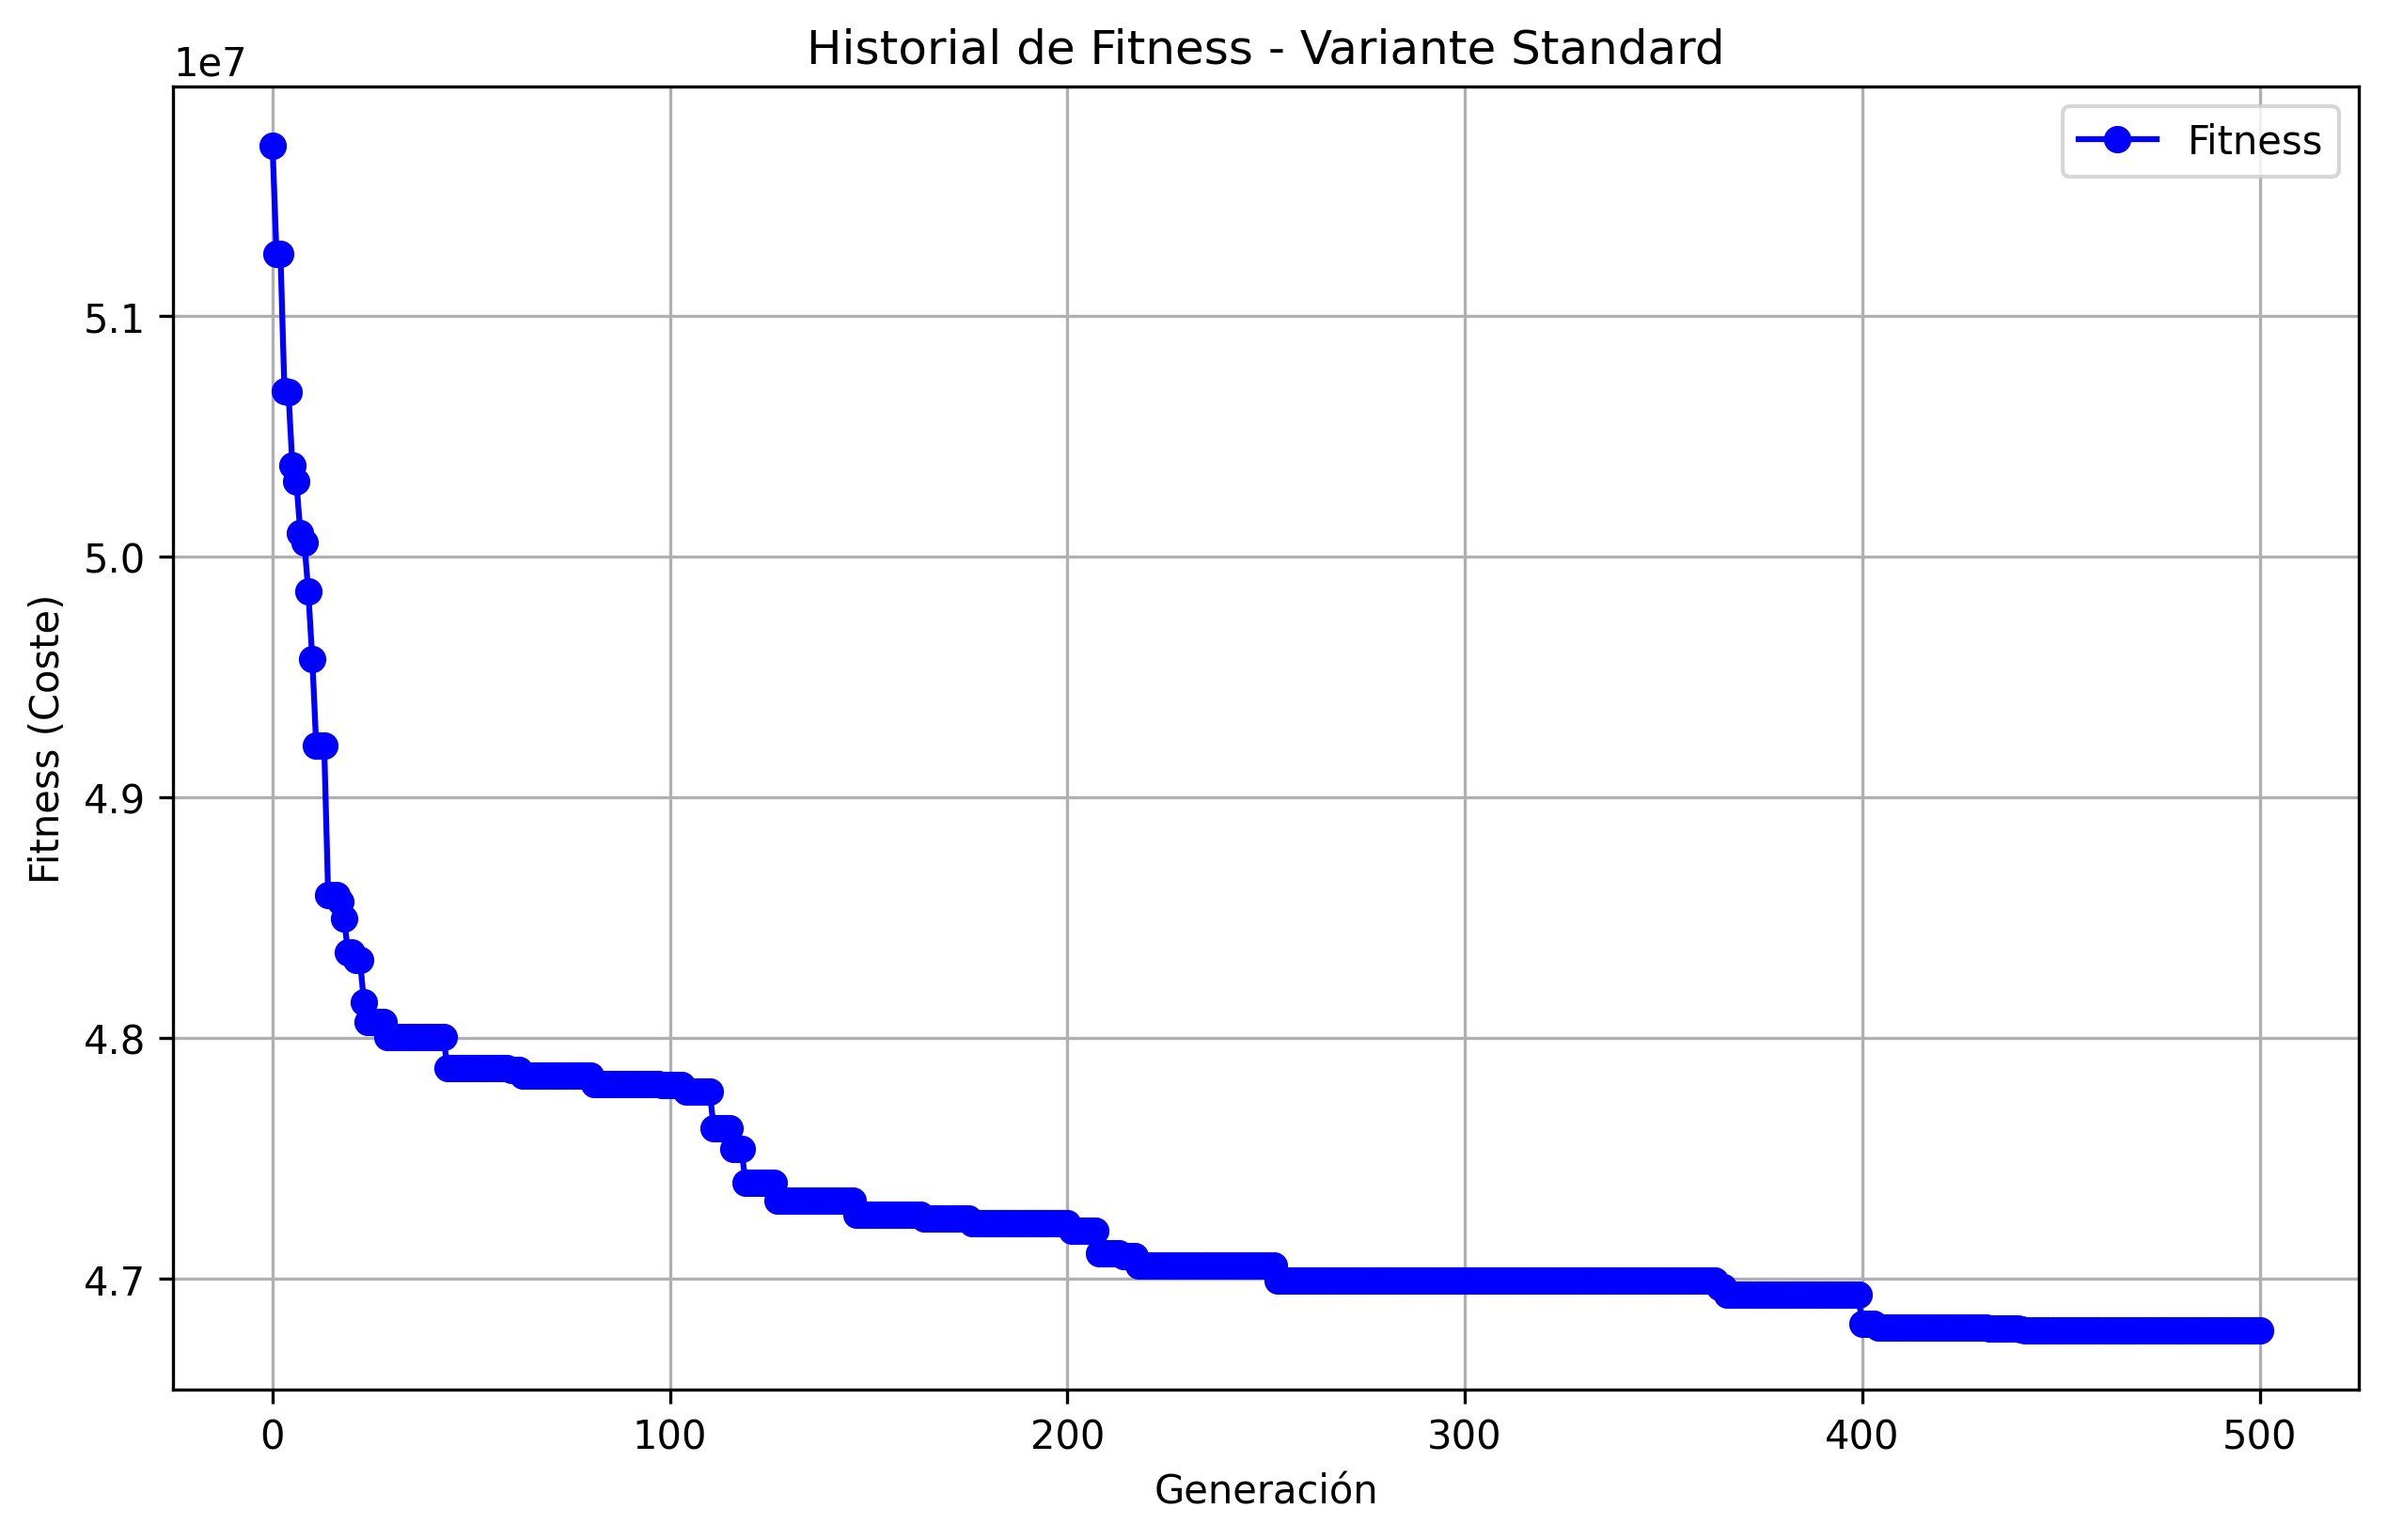 Historial de Fitness - Variante Standard
1e7
Fitness
5.1
5.0
4.9
4.8
4.7
Fitness (Coste)
0 100 200 300 400 500
Generación